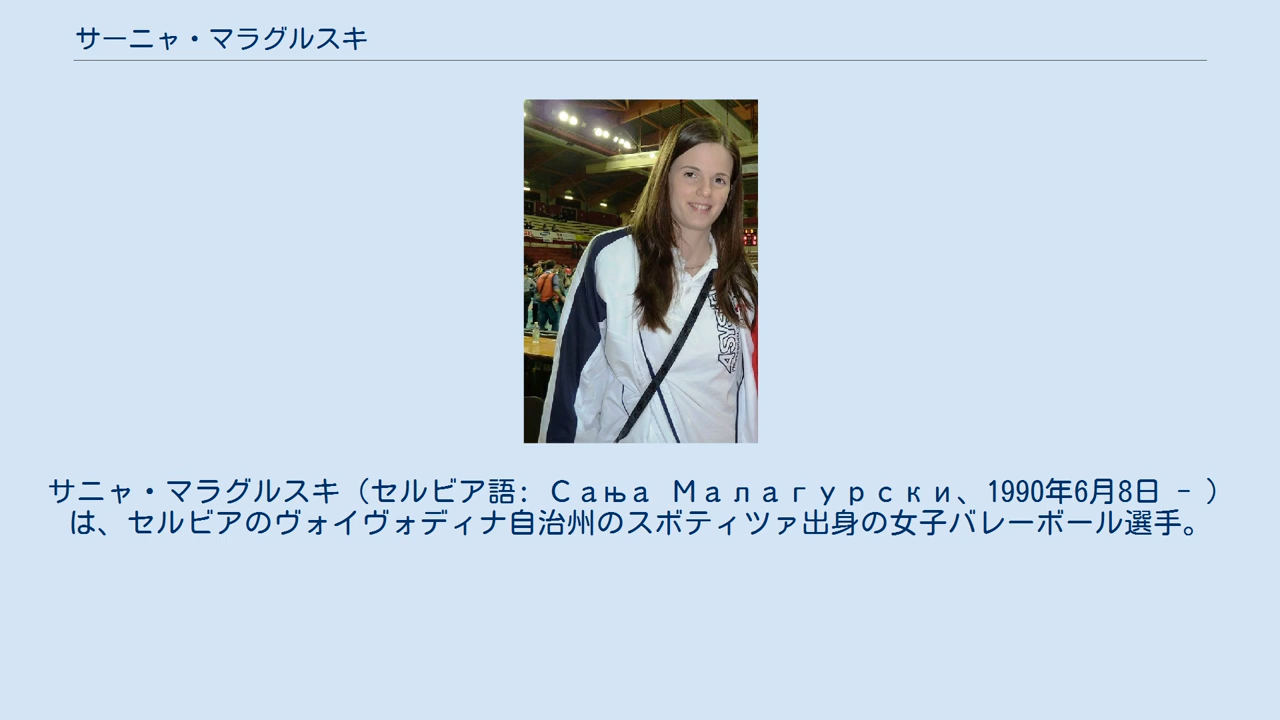 サーニャ・マラグルスキ
ASYSTEL
サニャ・マラグルスキ（セルビア語: Сања Малагурски、1990年6月8日 - ）
は、セルビアのヴォイヴォディナ自治州のスボティツァ出身の女子バレーボール選手。